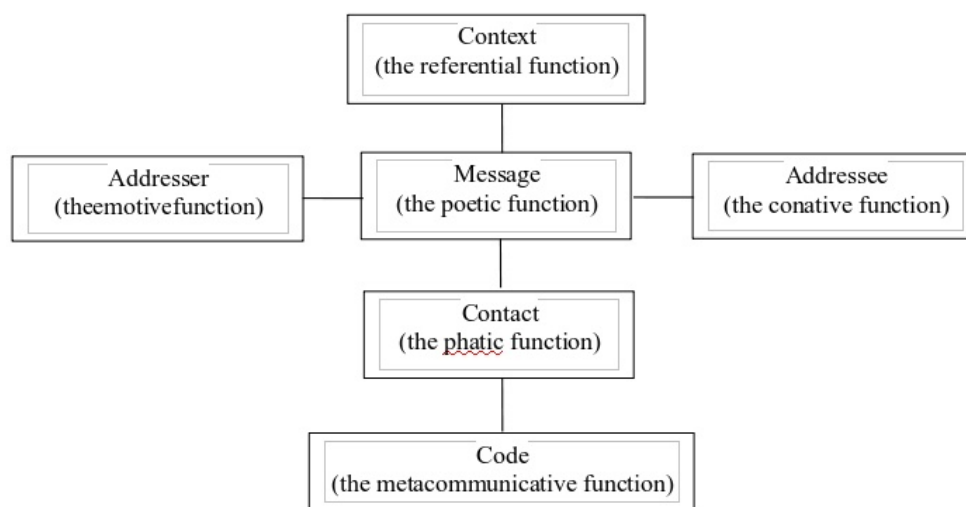 Context
(the referential function)
Addresser
(theemotivefunction)
Message
(the poetic function)
Addressee
(the conative function)
Contact
(the phatic function)
Code
(the metacommunicative function)